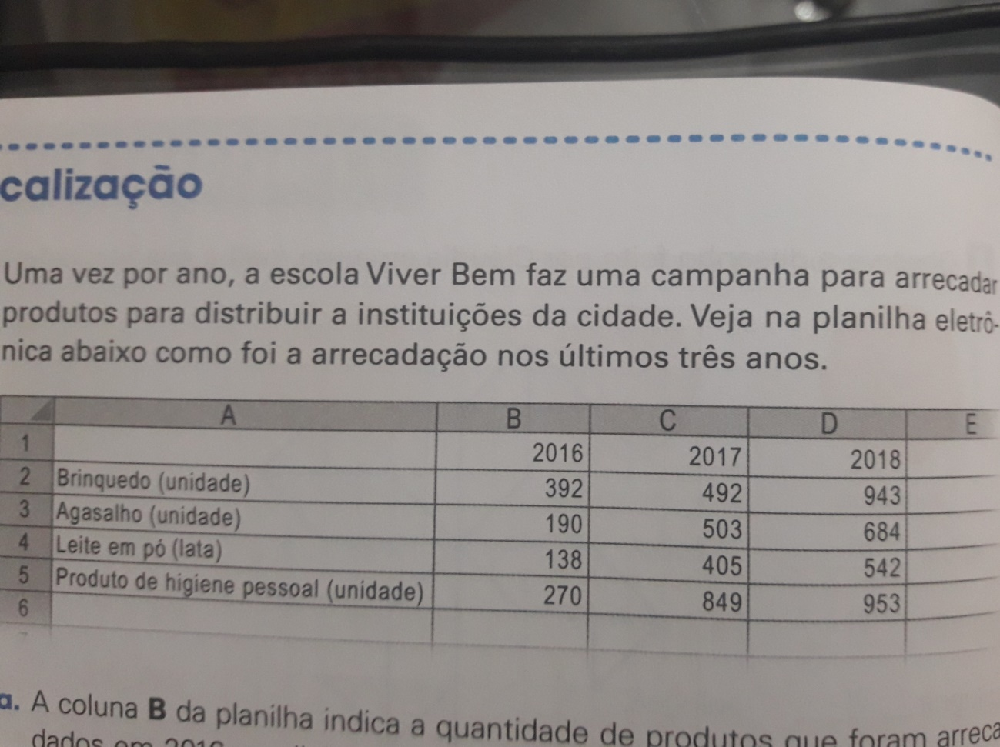 calização
Uma vez por ano, a escola Viver Bem faz uma campanha para arrecadar
produtos para distribuir a instituições da cidade. Veja na planilha eletrô-
nica abaixo como foi a arrecadação nos últimos três anos.
A B C D E
1 2016 2017 2018
2 Brinquedo (unidade) 392 492 943
3 Agasalho (unidade) 190 503 684
4 Leite em pó (lata) 138 405 542
5 Produto de higiene pessoal (unidade) 270 849 953
6
a. A coluna B da planilha indica a quantidade de produtos que foram arreca
dados em 2016